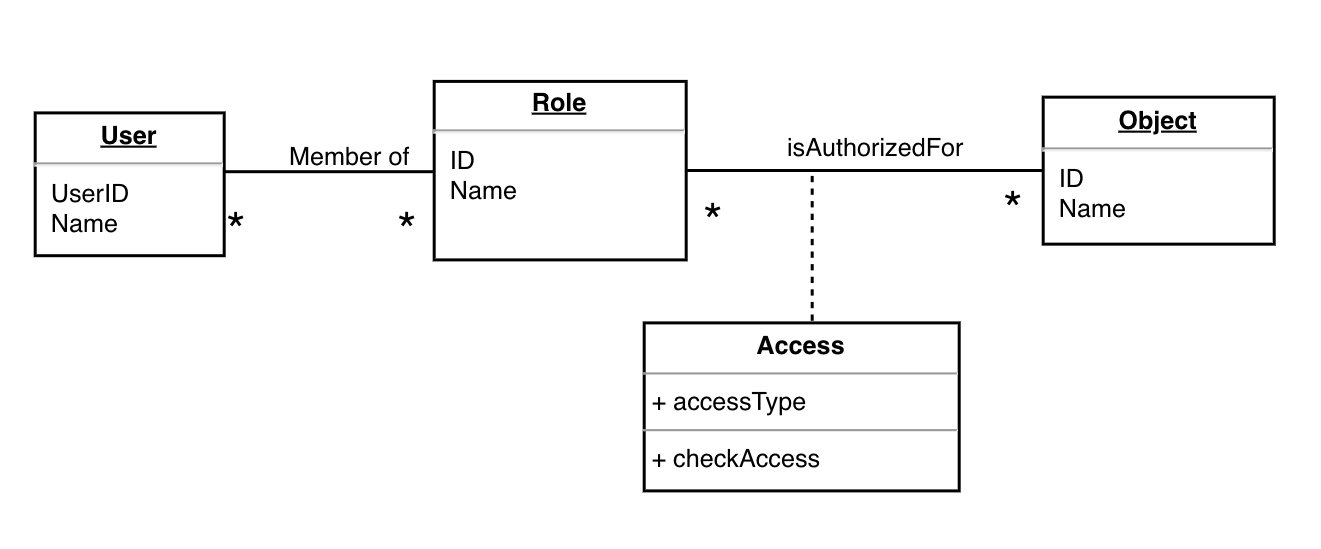 User
UserID
Name
*
Member of
*
Role
ID
Name
*
isAuthorizedFor
*
Object
ID
Name
Access
+ accessType
+ checkAccess